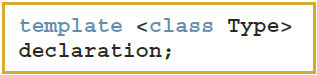 template <class Type>
declaration;